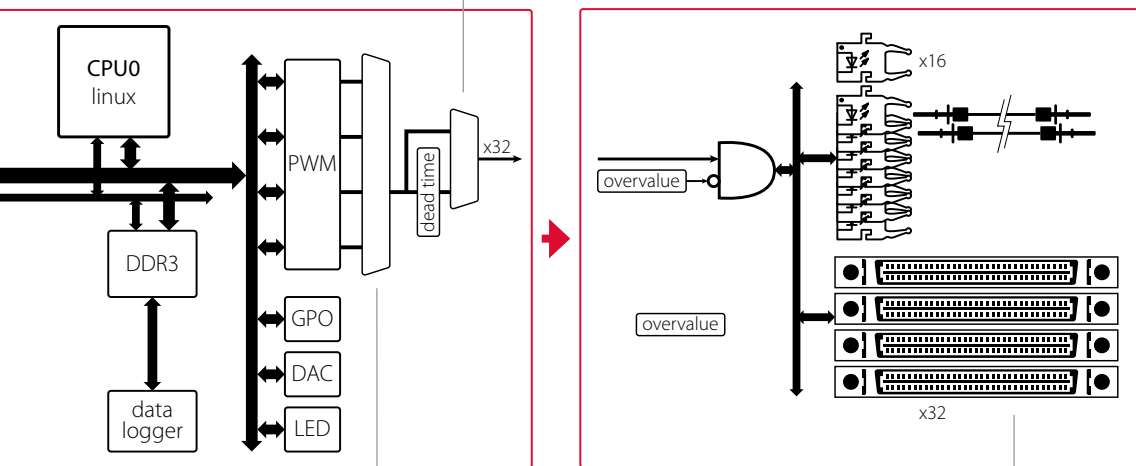 CPU0
linux
PWM
dead time
x32
DDR3
GPO
DAC
LED
data
logger
x16
overvalue
overvalue
x32